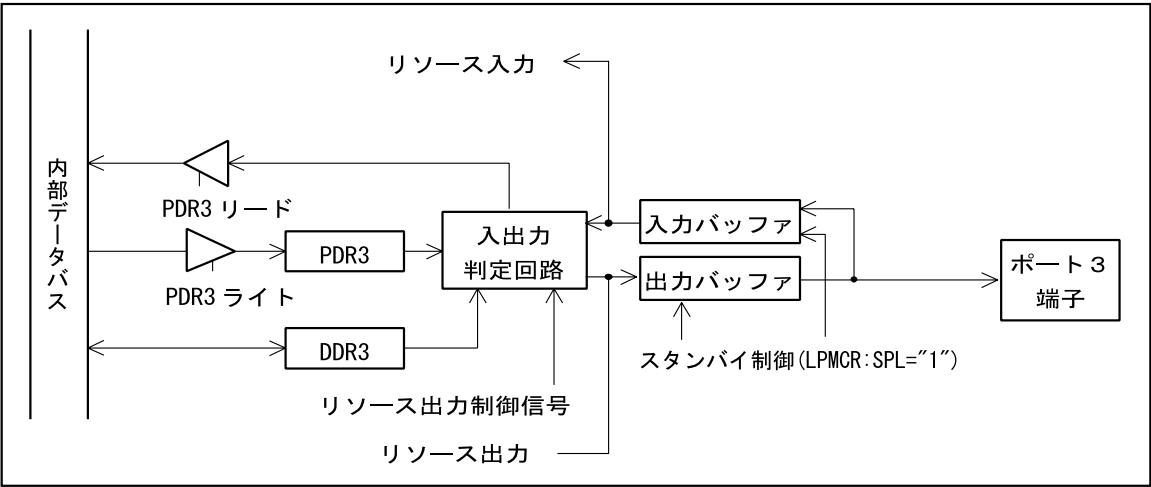 リソース入力
内部データバス
PDR3 リード
入力バッファ
入出力
判定回路
PDR3
ポート3
端子
出力バッファ
PDR3 ライト
DDR3
スタンバイ制御(LPMCR:SPL="1")
リソース出力制御信号
リソース出力